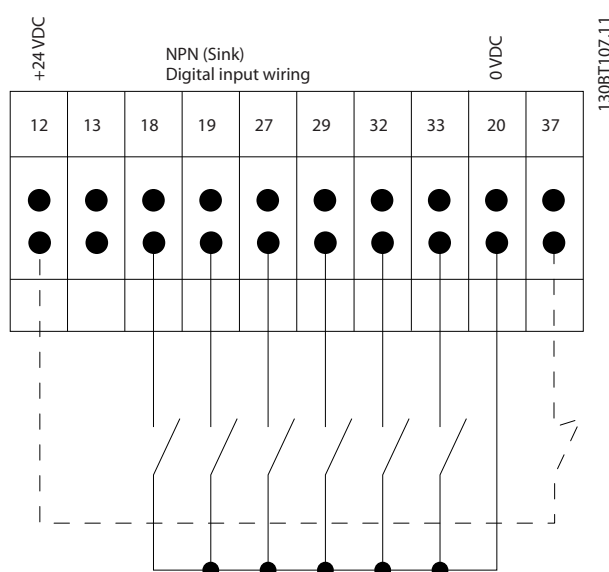 +24 VDC
NPN (Sink)
Digital input wiring
0 VDC
130BT107.11
12 13 18 19 27 29 32 33 20 37